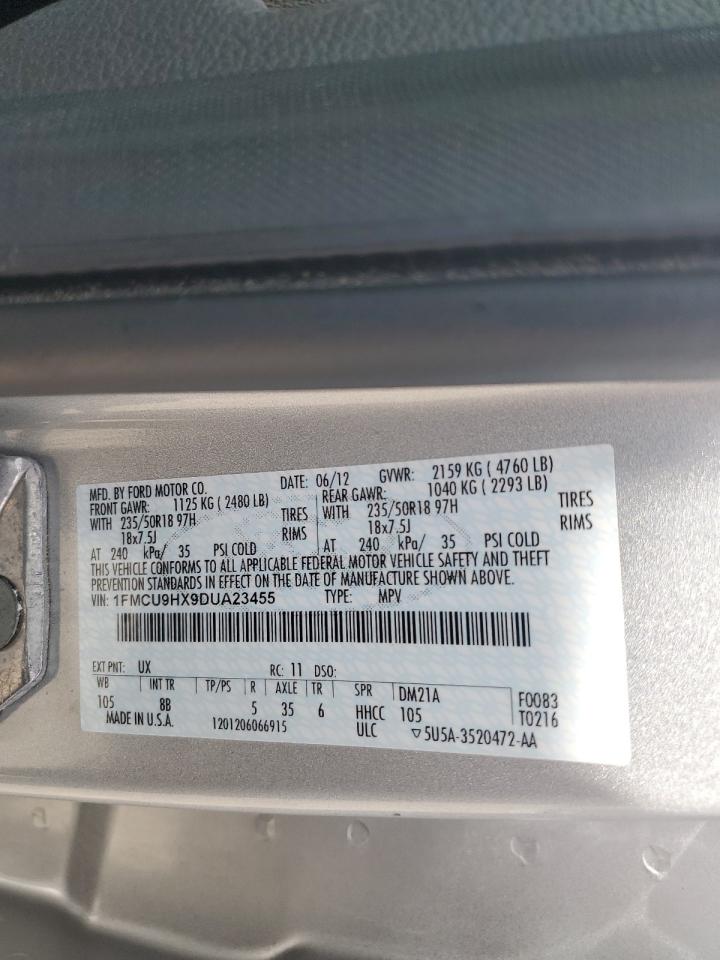 MFD. BY FORD MOTOR CO. DATE: 06/12 GVWR: 2159 KG ( 4760 LB)
FRONT GAWR: 1125 KG ( 2480 LB) REAR GAWR: 1040 KG ( 2293 LB)
WITH 235/50R18 97H TIRES WITH 235/50R18 97H TIRES
18x7.5J RIMS 18x7.5J RIMS
AT 240 kPa/ 35 PSI COLD AT 240 kPa/ 35 PSI COLD
THIS VEHICLE CONFORMS TO ALL APPLICABLE FEDERAL MOTOR VEHICLE SAFETY AND THEFT
PREVENTION STANDARDS IN EFFECT ON THE DATE OF MANUFACTURE SHOWN ABOVE.
VIN: 1FMCU9HX9DUA23455 TYPE: MPV
EXT PNT: UX RC: 11 DSO:
WB INT TR TP/PS R AXLE TR SPR DM21A F0083
105 8B 5 35 6 HHCC 105 T0216
MADE IN U.S.A. 1201206066915 ULC ▽5U5A-3520472-AA